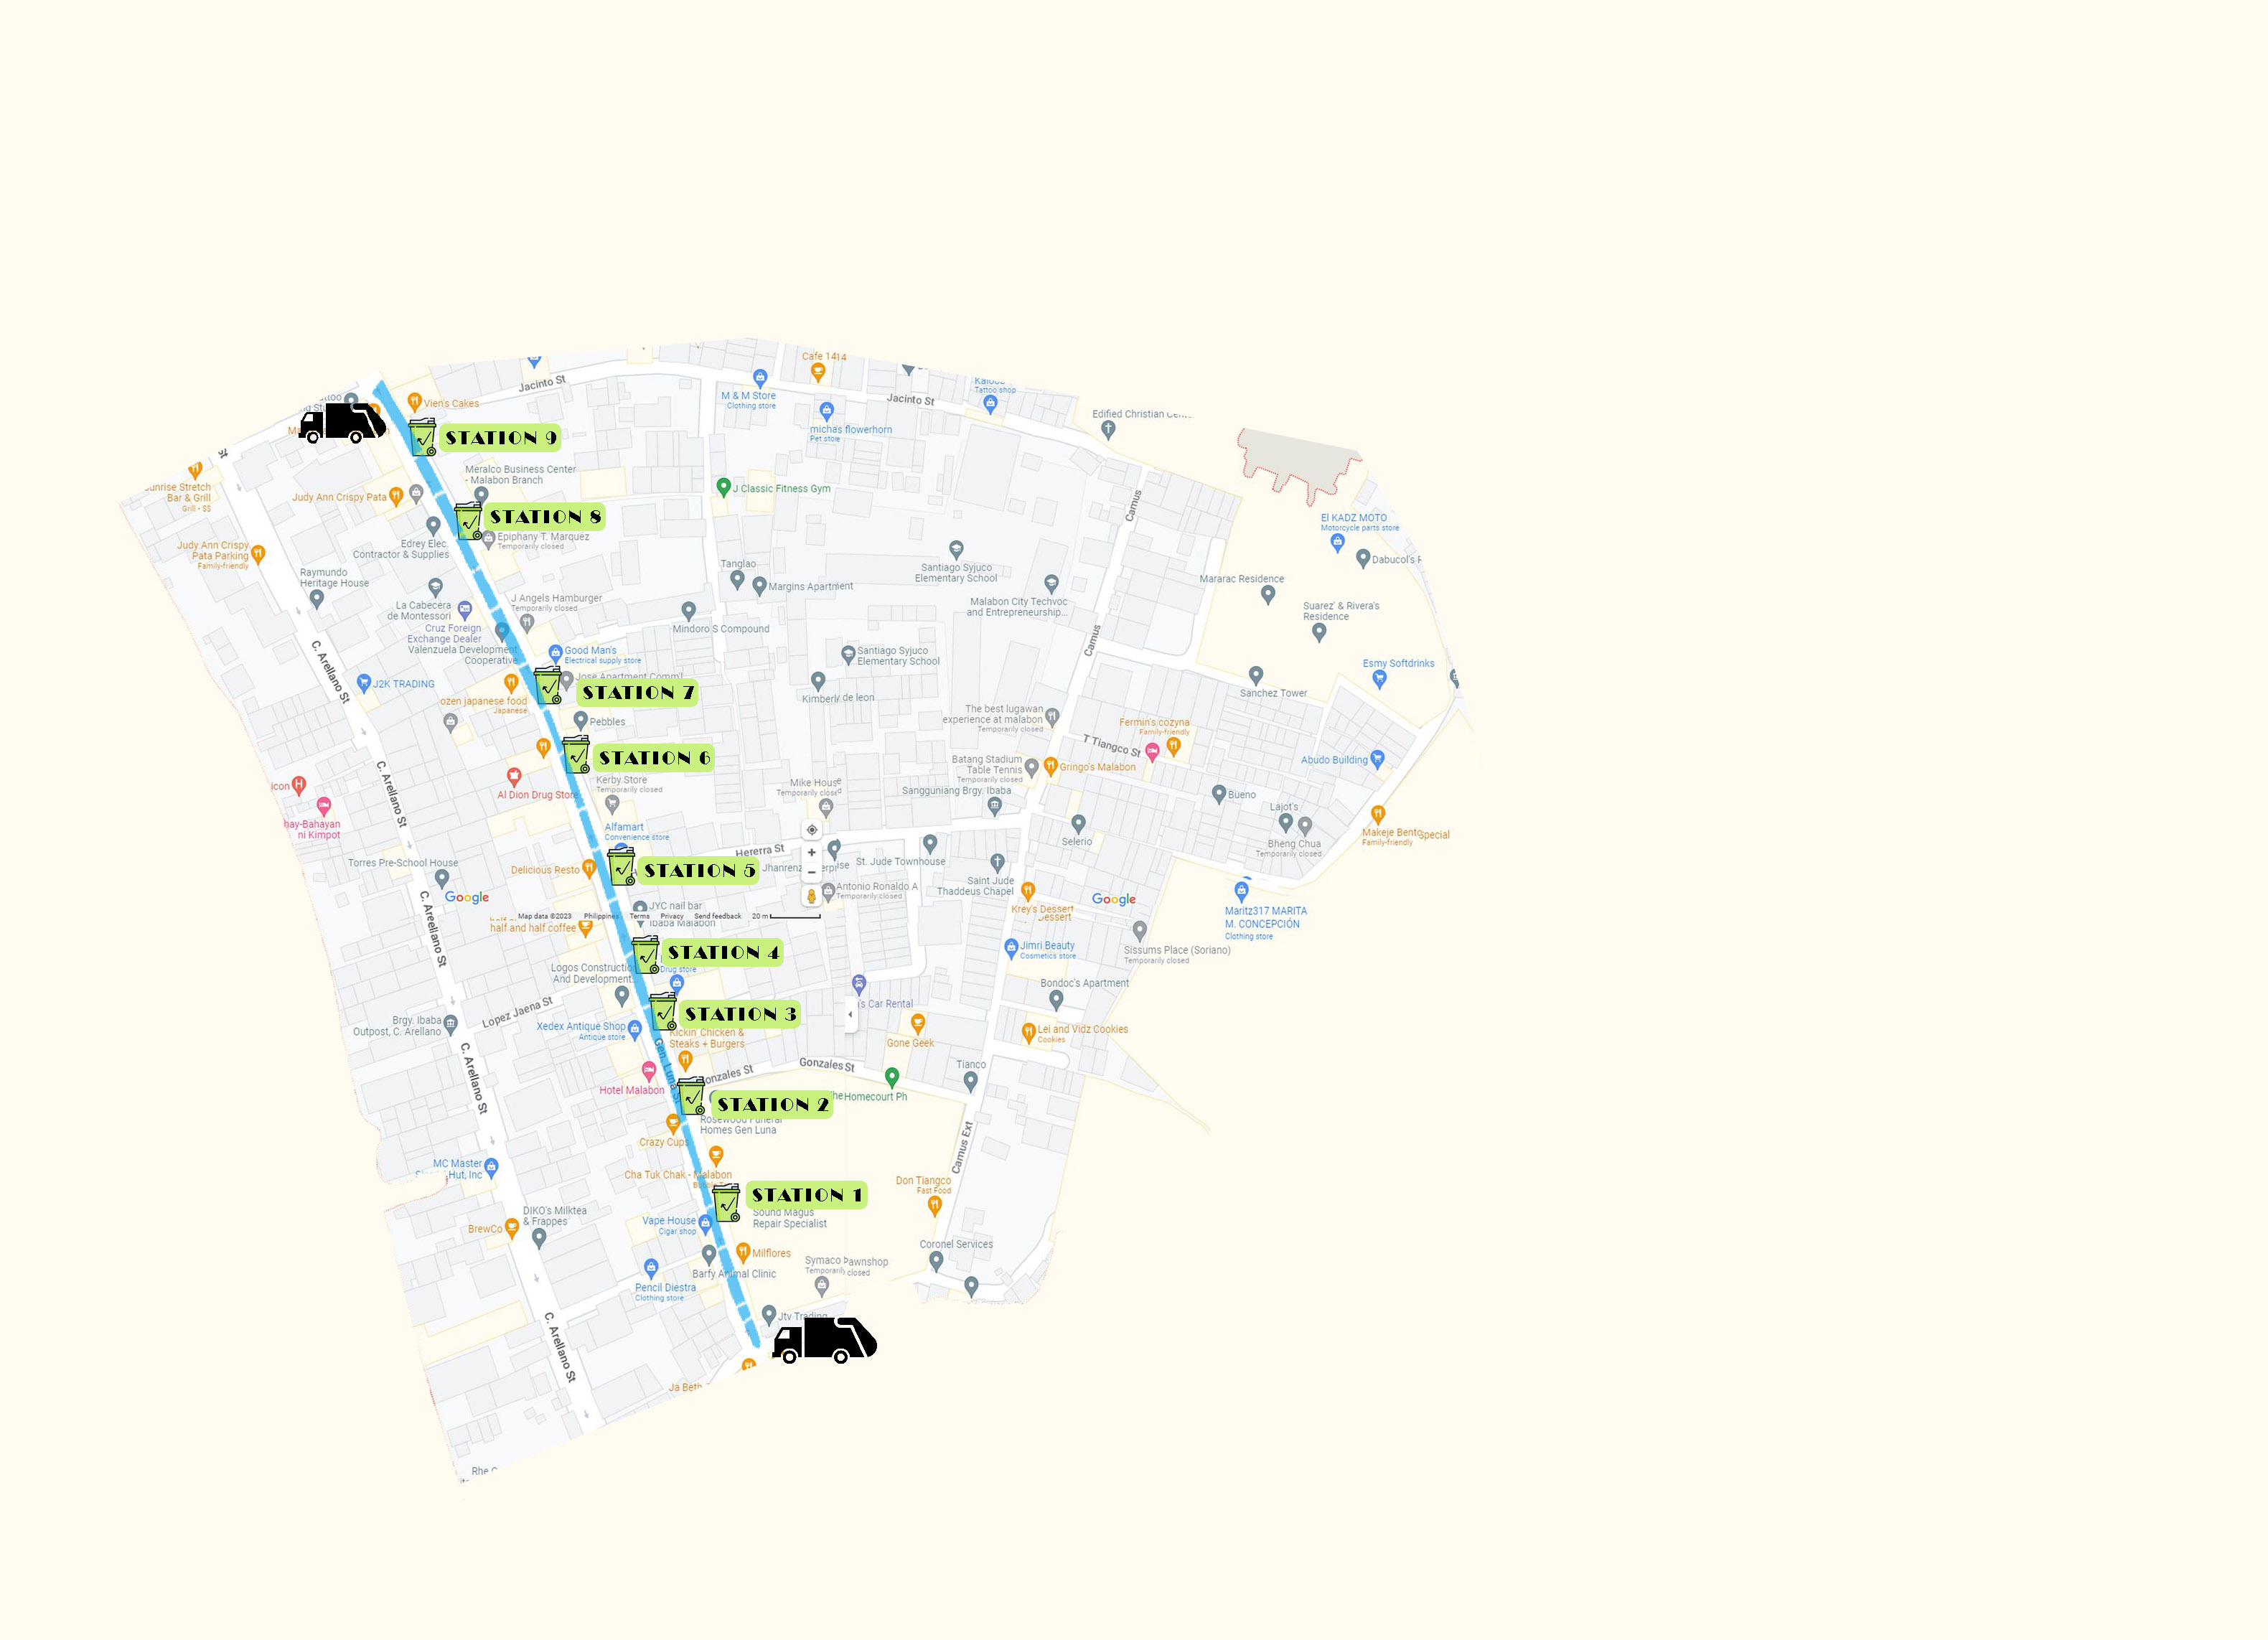 Cafe 1414
Jacinto St
M & M Store
Clothing store
Tattoo shop
Jacinto St
michas flowerhorn
Pet store
Edified Christian
Vien's Cakes
STATION 9
Meralco Business Center
- Malabon Branch
Judy Ann Crispy Pata
J Classic Fitness Gym
Bar & Grill
Grill • $$
STATION 8
Camus
El KADZ MOTO
Motorcycle parts store
Epiphany T. Marquez
Temporarily closed
Edrey Elec.
Contractor & Supplies
Judy Ann Crispy
Pata Parking
Family-friendly
Dabucol's
Tanglao
Margins Apartment
Santiago Syjuco
Elementary School
Mararac Residence
Raymundo
Heritage House
La Cabecera
de Montessori
J Angels Hamburger
Temporarily closed
Malabon City Techvoc
and Entrepreneurship...
Suarez' & Rivera's
Residence
Cruz Foreign
Exchange Dealer
Mindoro S Compound
Valenzuela Development
Cooperative
Good Man's
Electrical supply store
Santiago Syjuco
Elementary School
Camus
C. Arellano St
Esmy Softdrinks
J2K TRADING
Jose Apartment Comm'l
STATION 7
ozen japanese food
Japanese
Kimberly de leon
Sanchez Tower
Pebbles
The best lugawan
experience at malabon
Temporarily closed
Fermin's cozyna
Family-friendly
T Tiangco St
STATION 6
Batang Stadium
Table Tennis
Temporarily closed
Gringo's Malabon
Abudo Building
Kerby Store
Temporarily closed
Mike House
Temporarily closed
Sangguniang Brgy. Ibaba
Al Dion Drug Store
C. Arellano St
Bueno
Lajot's
icon
hay-Bahayan
ni Kimpot
Alfamart
Convenience store
Selerio
Bheng Chua
Temporarily closed
Makeje Bento Special
Family-friendly
Hererra St
Torres Pre-School House
Delicious Resto
STATION 5
St. Jude Townhouse
Saint Jude
Thaddeus Chapel
Antonio Ronaldo A
Temporarily closed
Google
Google
JYC nail bar
Map data ©2023 Philippines Terms Privacy Send feedback 20 m
Ibaba Malabon
half and half coffee
Krey's Dessert
Dessert
Maritz317 MARITA
M. CONCEPCIÓN
Clothing store
C. Arellano St
STATION 4
Drug store
Logos Construction
And Development...
Jimri Beauty
Cosmetics store
Sissums Place (Soriano)
Temporarily closed
Bondoc's Apartment
's Car Rental
Lopez Jaena St
STATION 3
Brgy. Ibaba
Outpost, C. Arellano
Xedex Antique Shop
Antique store
Kickin' Chicken &
Steaks + Burgers
Gone Geek
Lei and Vidz Cookies
Cookies
Gen. Luna St
C. Arellano St
Hotel Malabon
Gonzales St
Gonzales St
Tianco
STATION 2
The Homecourt Ph
Rosewood Funeral
Homes Gen Luna
Crazy Cups
Camus Ext
MC Master
Hut, Inc
Cha Tuk Chak - Malabon
Don Tiangco
Fast Food
STATION 1
Sound Magus
Repair Specialist
DIKO's Milktea
& Frappes
BrewCo
Vape House
Cigar shop
Milflores
Coronel Services
Barfy Animal Clinic
Symaco Pawnshop
Temporarily closed
Pencil Diestra
Clothing store
Jtv Trading
C. Arellano St
Ja Beth